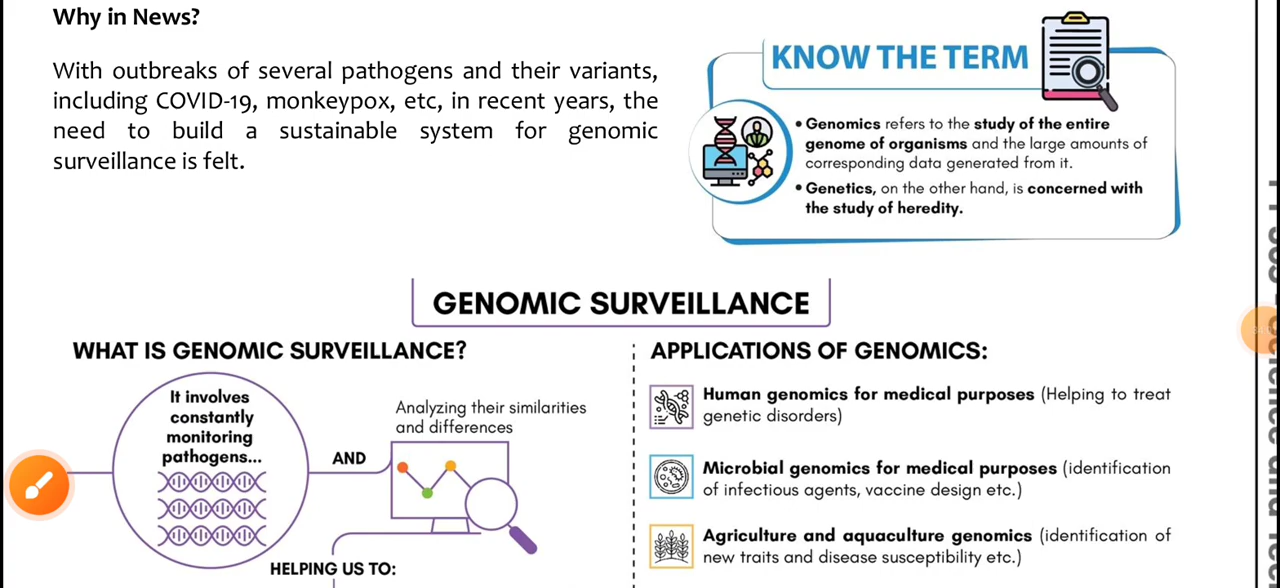 Why in News?
With outbreaks of several pathogens and their variants,
including COVID-19, monkeypox, etc, in recent years, the
need to build a sustainable system for genomic
surveillance is felt.
KNOW THE TERM
• Genomics refers to the study of the entire
genome of organisms and the large amounts of
corresponding data generated from it.
• Genetics, on the other hand, is concerned with
the study of heredity.
GENOMIC SURVEILLANCE
WHAT IS GENOMIC SURVEILLANCE?
It involves
constantly
monitoring
pathogens...
AND
Analyzing their similarities
and differences
HELPING US TO:
APPLICATIONS OF GENOMICS:
Human genomics for medical purposes (Helping to treat
genetic disorders)
Microbial genomics for medical purposes (identification
of infectious agents, vaccine design etc.)
Agriculture and aquaculture genomics (identification of
new traits and disease susceptibility etc.)